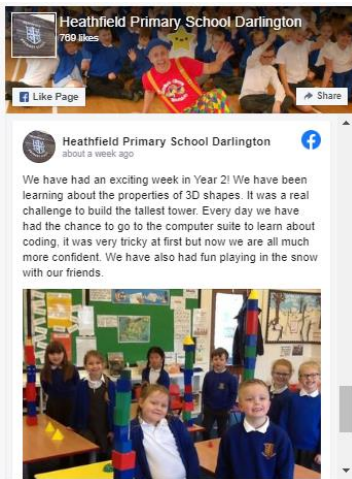 Heathfield Primary School Darlington
769 likes
Like Page
Share
Heathfield Primary School Darlington
about a week ago
We have had an exciting week in Year 2! We have been
learning about the properties of 3D shapes. It was a real
challenge to build the tallest tower. Every day we have
had the chance to go to the computer suite to learn about
coding, it was very tricky at first but now we are all much
more confident. We have also had fun playing in the snow
with our friends.